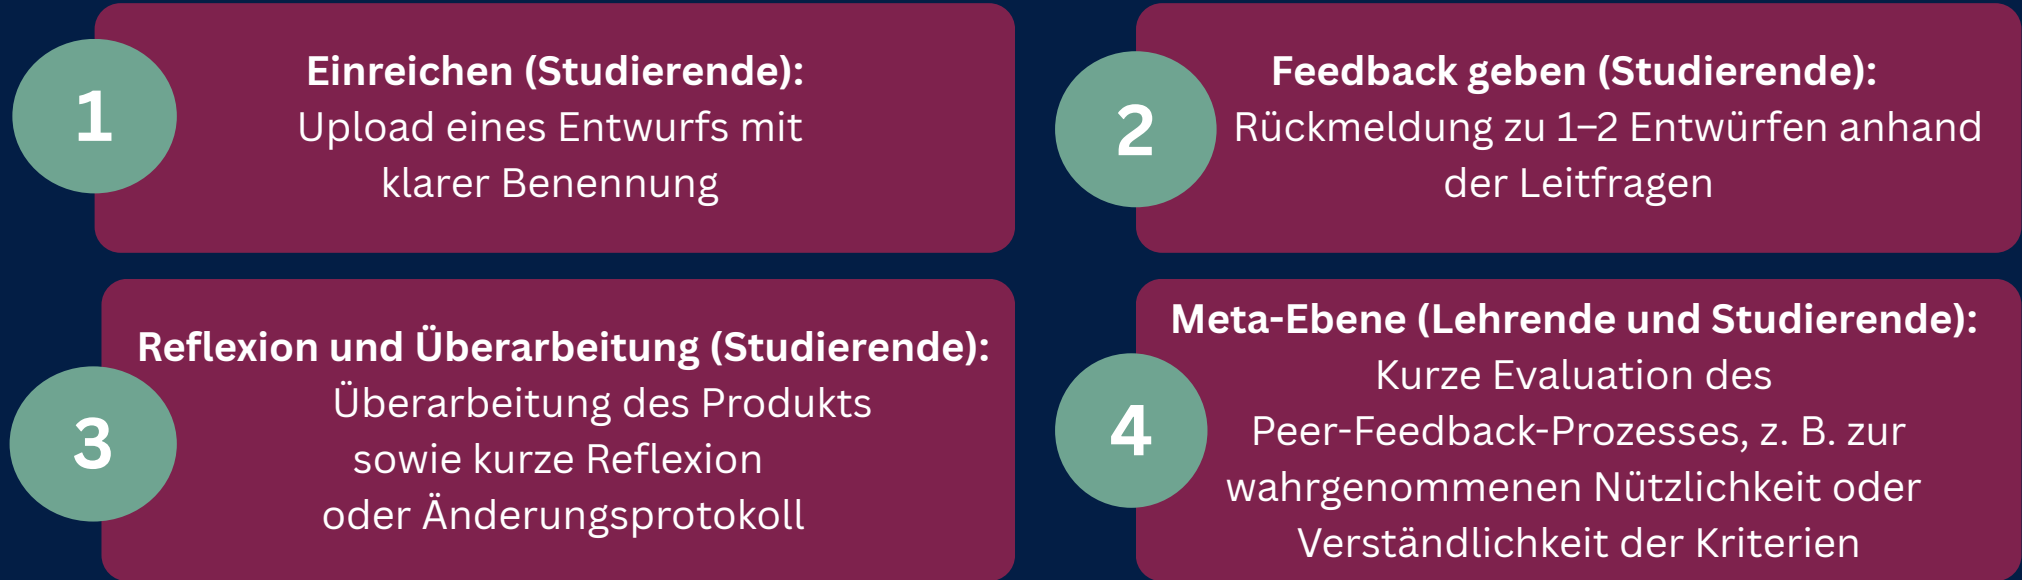 1
Einreichen (Studierende):
Upload eines Entwurfs mit
klarer Benennung
2
Feedback geben (Studierende):
Rückmeldung zu 1–2 Entwürfen anhand
der Leitfragen
3
Reflexion und Überarbeitung (Studierende):
Überarbeitung des Produkts
sowie kurze Reflexion
oder Änderungsprotokoll
4
Meta-Ebene (Lehrende und Studierende):
Kurze Evaluation des
Peer-Feedback-Prozesses, z. B. zur
wahrgenommenen Nützlichkeit oder
Verständlichkeit der Kriterien